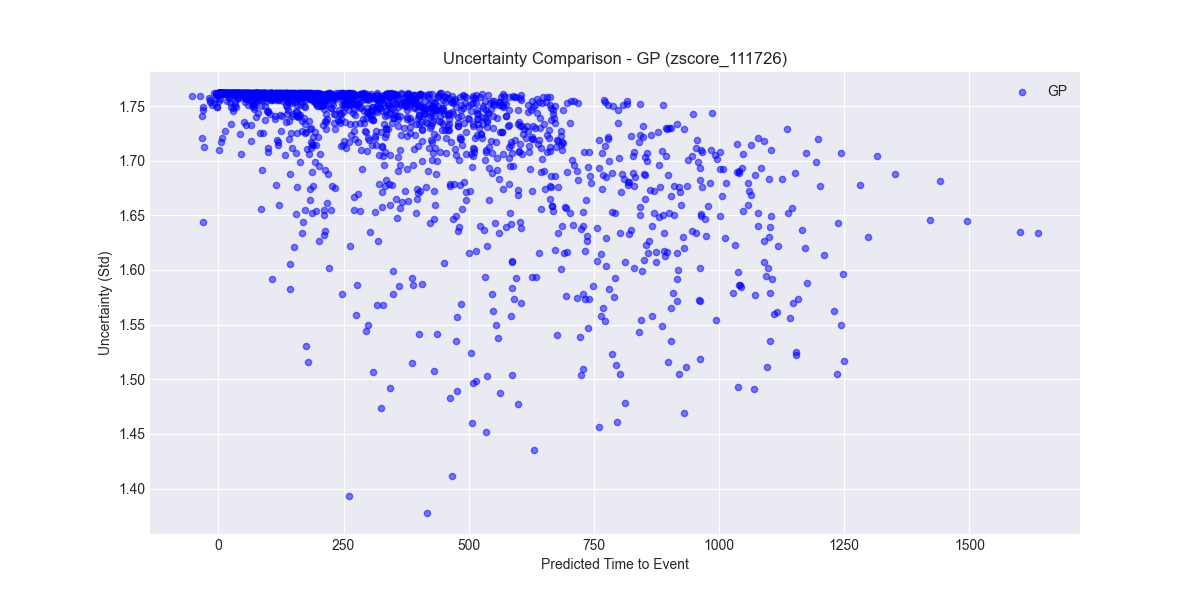 Uncertainty Comparison - GP (zscore_111726)
GP
Uncertainty (Std)
1.75
1.70
1.65
1.60
1.55
1.50
1.45
1.40
0 250 500 750 1000 1250 1500
Predicted Time to Event